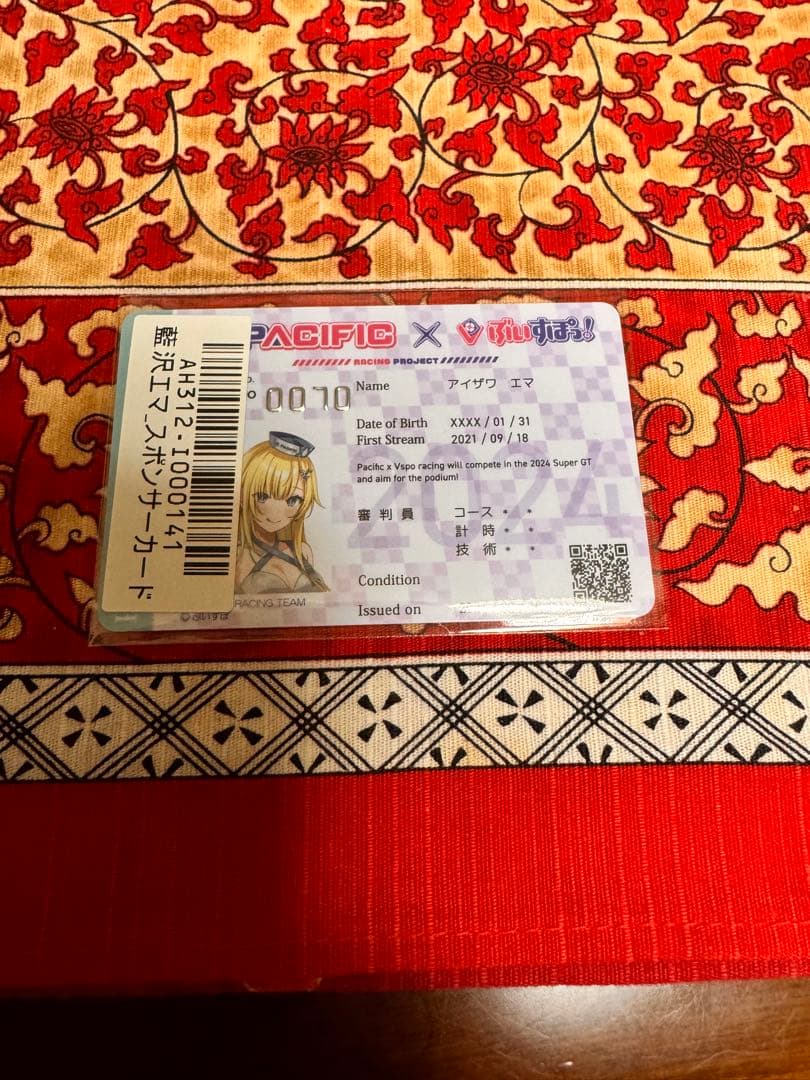 AH312-I000141
藍沢エマ_スポンサーカード
PACIFIC × ぶいすぽっ!
RACING PROJECT
0070
Name アイザワ エマ
Date of Birth XXXX / 01 / 31
First Stream 2021 / 09 / 18
Pacific x Vspo racing will compete in the 2024 Super GT
and aim for the podium!
2024
審判員 コース * *
計時 * *
技術 * *
Condition
Issued on
RACING TEAM